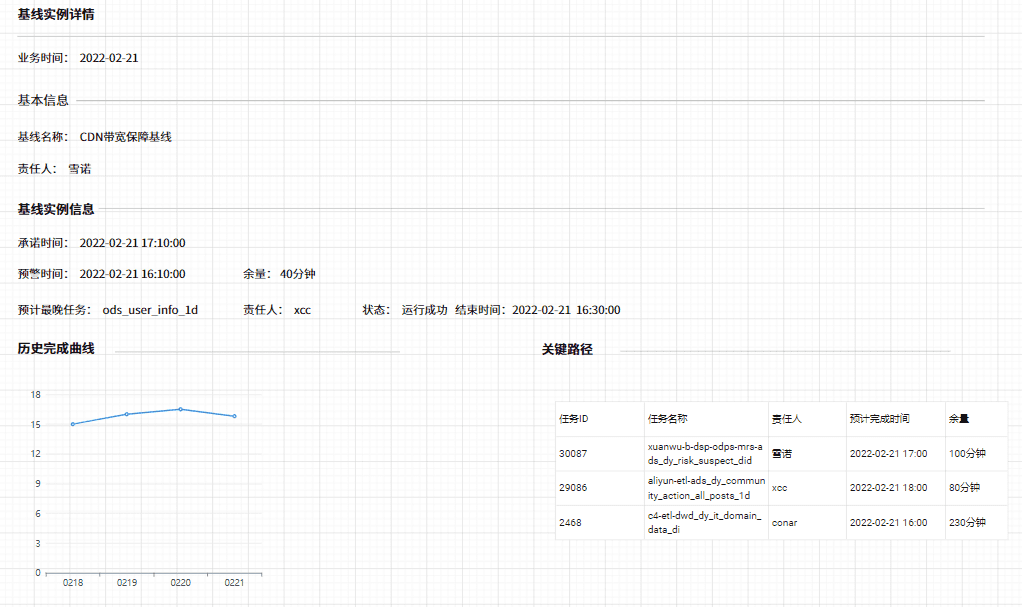 基线实例详情
业务时间： 2022-02-21
基本信息
基线名称： CDN带宽保障基线
责任人： 雪诺
基线实例信息
承诺时间： 2022-02-21 17:10:00
预警时间： 2022-02-21 16:10:00 余量： 40分钟
预计最晚任务： ods_user_info_1d 责任人： xcc 状态： 运行成功 结束时间：2022-02-21 16:30:00
历史完成曲线
18
15
12
9
6
3
0
0218 0219 0220 0221
关键路径
任务ID 任务名称 责任人 预计完成时间 余量
30087 xuanwu-b-dsp-odps-mrs-a 雪诺 2022-02-21 17:00 100分钟
ds_dy_risk_suspect_did
29086 aliyun-etl-ads_dy_commun xcc 2022-02-21 18:00 80分钟
ity_action_all_posts_1d
2468 c4-etl-dwd_dy_it_domain_ conar 2022-02-21 16:00 230分钟
data_di